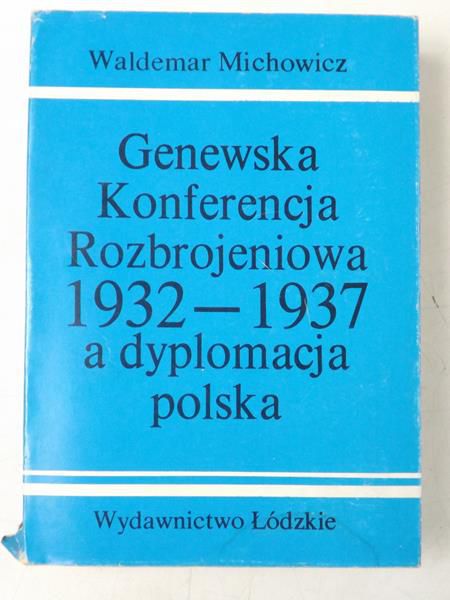 Waldemar Michowicz
Genewska
Konferencja
Rozbrojeniowa
1932—1937
a dyplomacja
polska
Wydawnictwo Łódzkie